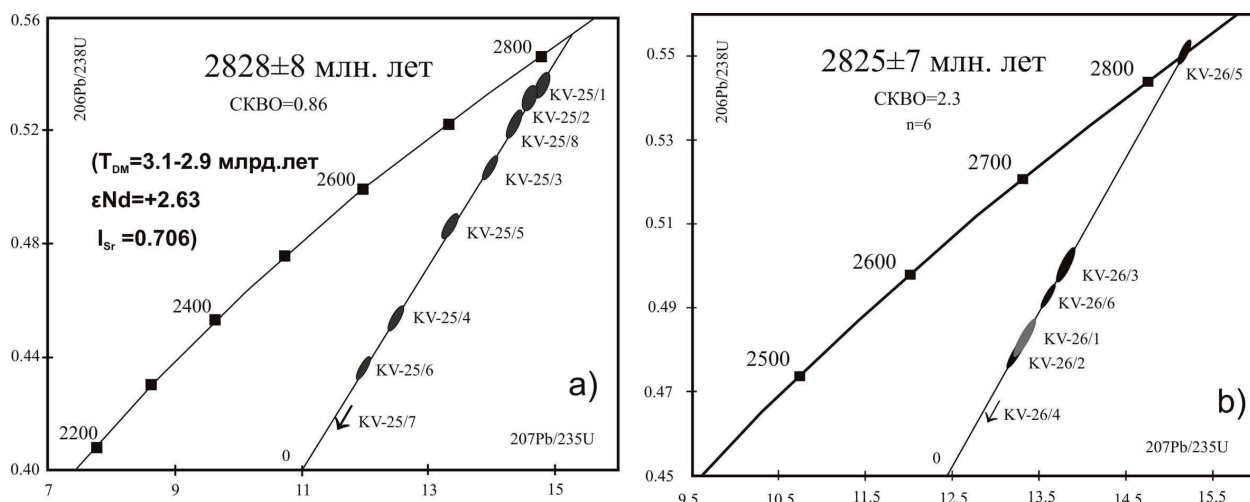 0.56
0.52
0.48
0.44
0.40
206Pb/238U
2828±8 млн. лет
СКВО=0.86
(T_DM=3.1-2.9 млрд.лет
εNd=+2.63
I_Sr =0.706)
2800
2600
2400
2200
KV-25/1
KV-25/2
KV-25/8
KV-25/3
KV-25/5
KV-25/4
KV-25/6
KV-25/7
a)
207Pb/235U
0
7
9
11
13
15
0.55
0.53
0.51
0.49
0.47
0.45
206Pb/238U
2825±7 млн. лет
СКВО=2.3
n=6
2800
2700
2600
2500
KV-26/5
KV-26/3
KV-26/6
KV-26/1
KV-26/2
KV-26/4
b)
207Pb/235U
0
9.5
10.5
11.5
12.5
13.5
14.5
15.5